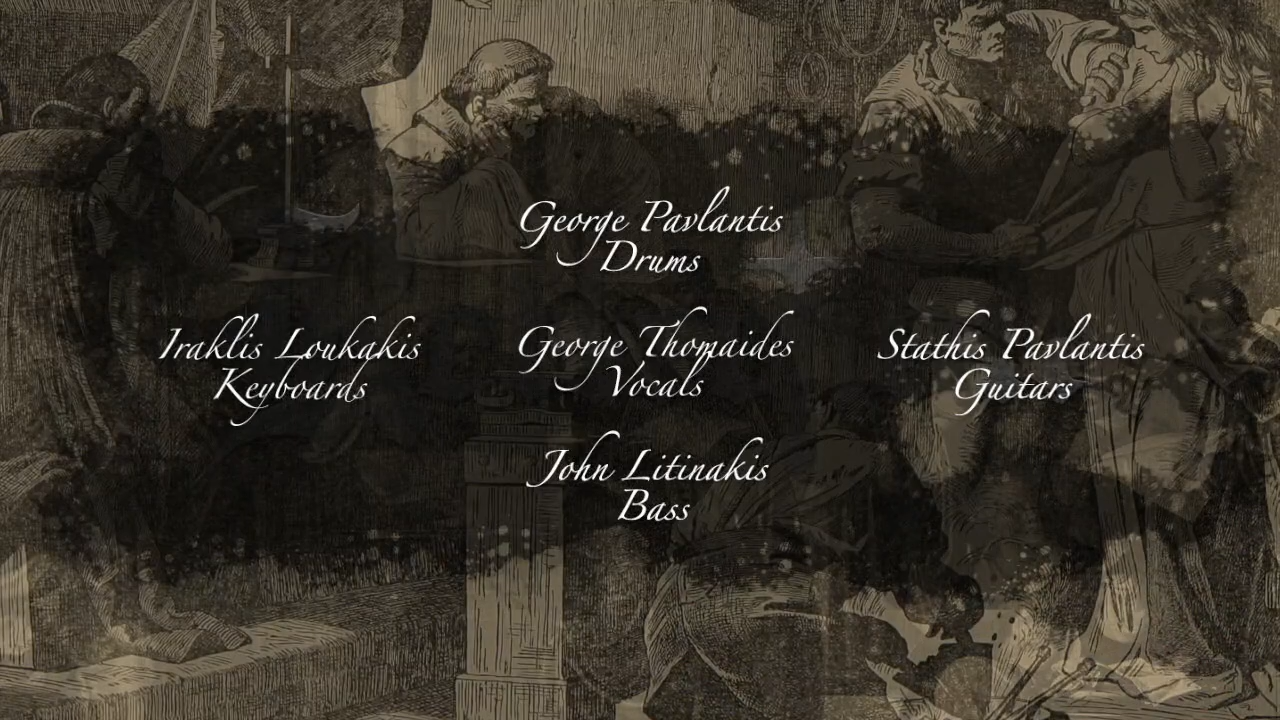 George Pavlantis
Drums
Iraklis Loukakis
Keyboards
George Thomaides
Vocals
Stathis Pavlantis
Guitars
John Litinakis
Bass